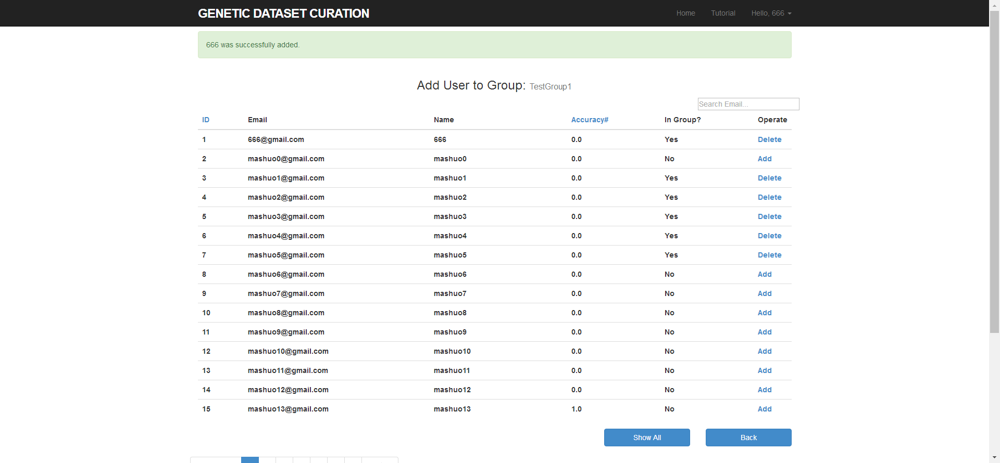 GENETIC DATASET CURATION Home Tutorial Hello, 666
666 was successfully added.
Add User to Group: TestGroup1
Search Email...
ID Email Name Accuracy# In Group? Operate
1 666@gmail.com 666 0.0 Yes Delete
2 mashuo0@gmail.com mashuo0 0.0 No Add
3 mashuo1@gmail.com mashuo1 0.0 Yes Delete
4 mashuo2@gmail.com mashuo2 0.0 Yes Delete
5 mashuo3@gmail.com mashuo3 0.0 Yes Delete
6 mashuo4@gmail.com mashuo4 0.0 Yes Delete
7 mashuo5@gmail.com mashuo5 0.0 Yes Delete
8 mashuo6@gmail.com mashuo6 0.0 No Add
9 mashuo7@gmail.com mashuo7 0.0 No Add
10 mashuo8@gmail.com mashuo8 0.0 No Add
11 mashuo9@gmail.com mashuo9 0.0 No Add
12 mashuo10@gmail.com mashuo10 0.0 No Add
13 mashuo11@gmail.com mashuo11 0.0 No Add
14 mashuo12@gmail.com mashuo12 0.0 No Add
15 mashuo13@gmail.com mashuo13 1.0 No Add
Show All Back